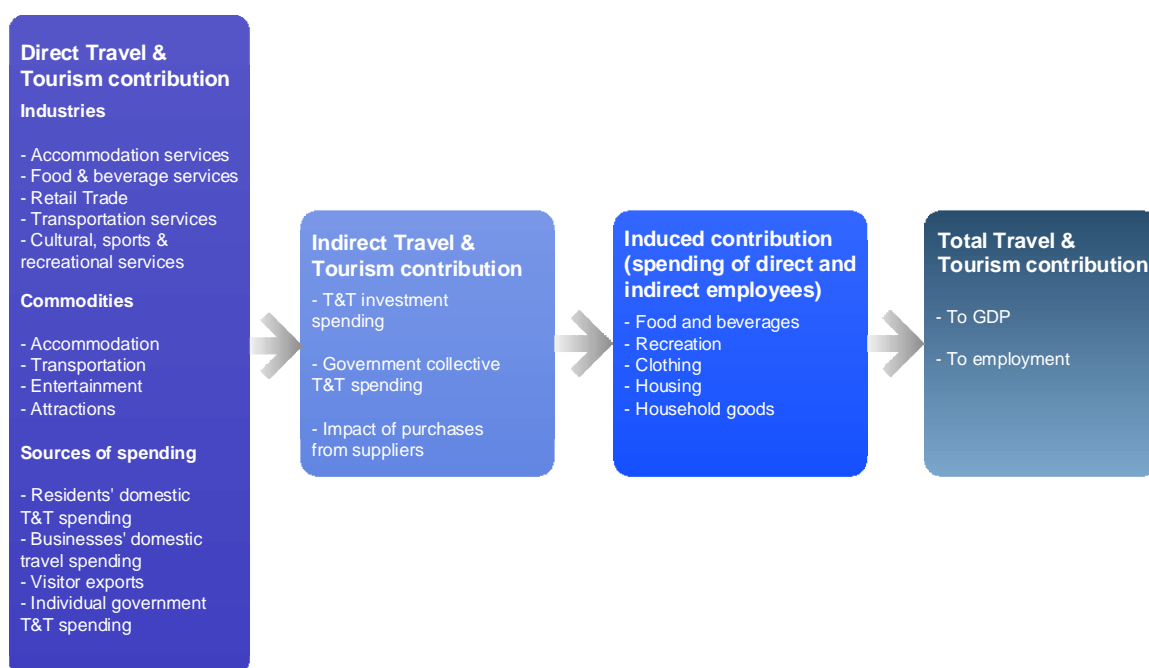 Direct Travel &
Tourism contribution
Industries
- Accommodation services
- Food & beverage services
- Retail Trade
- Transportation services
- Cultural, sports &
recreational services
Commodities
- Accommodation
- Transportation
- Entertainment
- Attractions
Sources of spending
- Residents' domestic
T&T spending
- Businesses' domestic
travel spending
- Visitor exports
- Individual government
T&T spending
Indirect Travel &
Tourism contribution
- T&T investment
spending
- Government collective
T&T spending
- Impact of purchases
from suppliers
Induced contribution
(spending of direct and
indirect employees)
- Food and beverages
- Recreation
- Clothing
- Housing
- Household goods
Total Travel &
Tourism contribution
- To GDP
- To employment